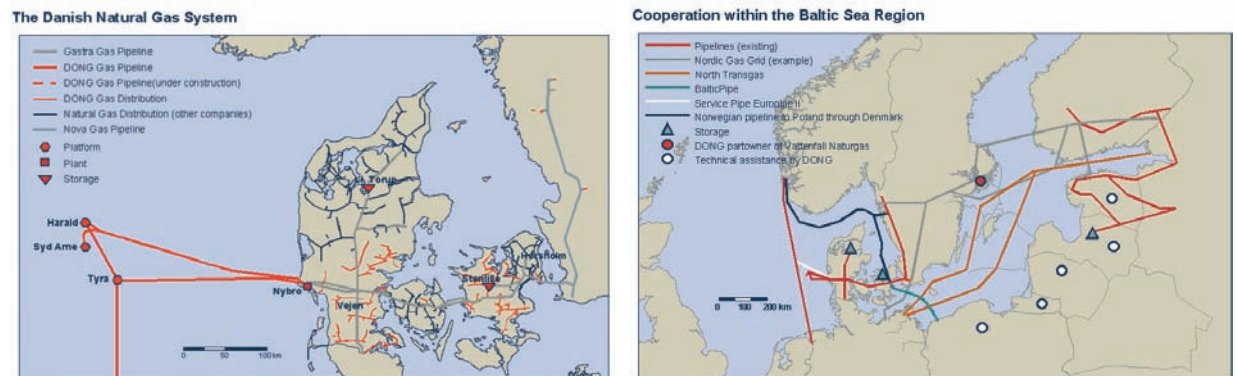 The Danish Natural Gas System
Gastra Gas Pipeline
DONG Gas Pipeline
DONG Gas Pipeline(under construction)
DONG Gas Distribution
Natural Gas Distribution (other companies)
Nova Gas Pipeline
Platform
Plant
Storage
Ll. Torup
Harald
Syd Arne
Tyra
Nybro
Vejen
Stenlille
Hørsholm
0 50 100 km
Cooperation within the Baltic Sea Region
Pipelines (existing)
Nordic Gas Grid (example)
North Transgas
BalticPipe
Service Pipe Europipe II
Norwegian pipeline to Poland through Denmark
Storage
DONG partowner of Vattenfall Naturgas
Technical assistance by DONG
0 100 200 km